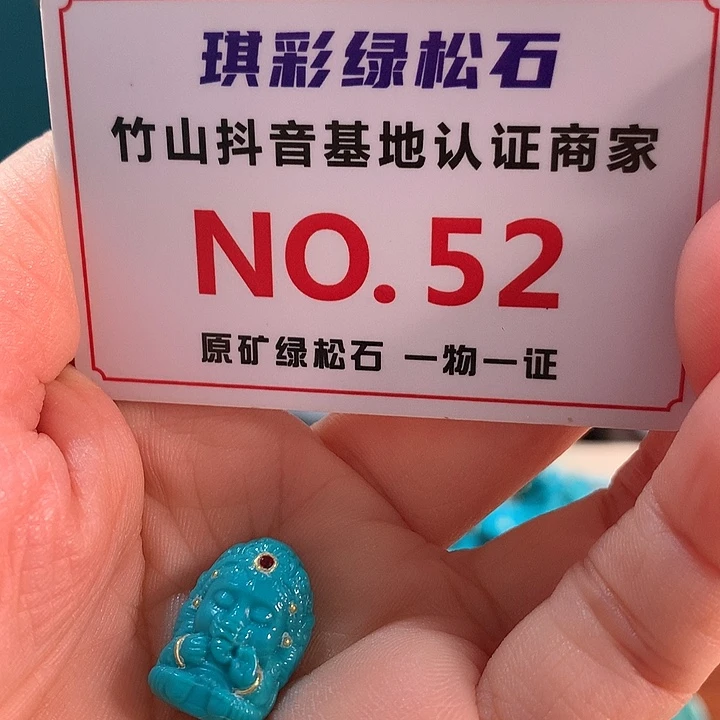 琪彩绿松石
竹山抖音基地认证商家
NO.52
原矿绿松石 一物一证